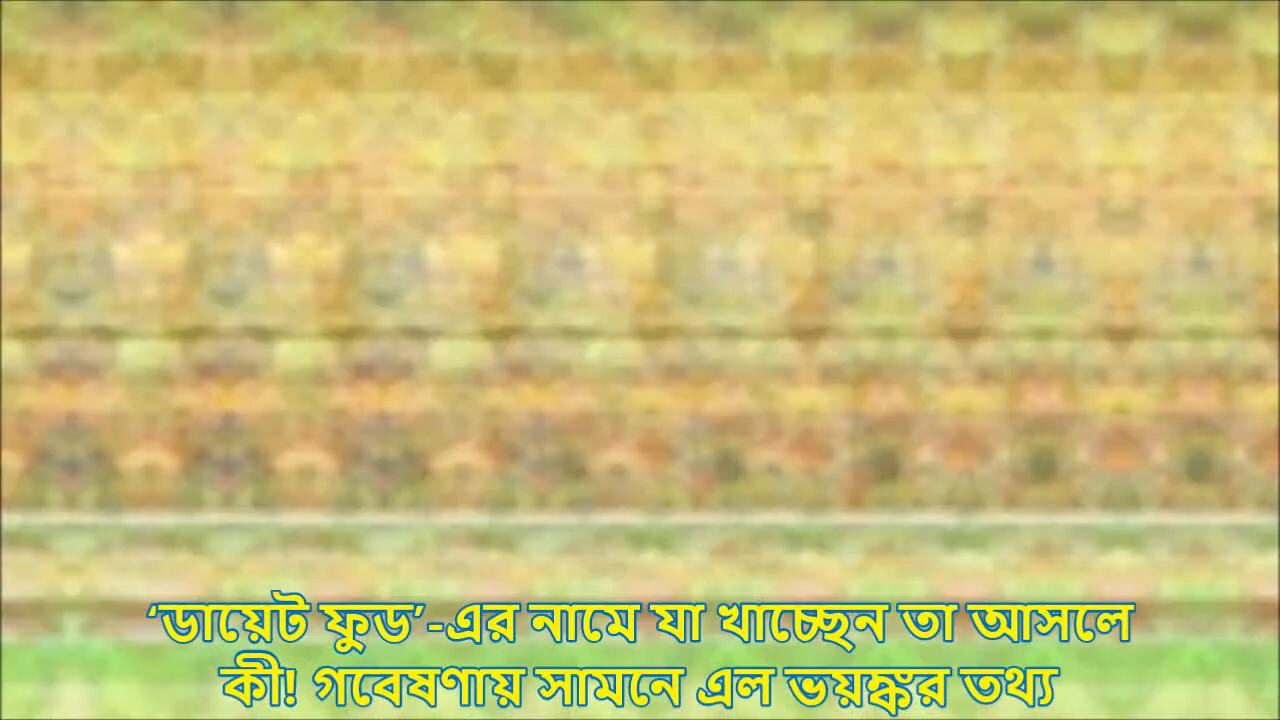 ‘ডায়েট ফুড’-এর নামে যা খাচ্ছেন তা আসলে
কী! গবেষণায় সামনে এল ভয়ঙ্কর তথ্য